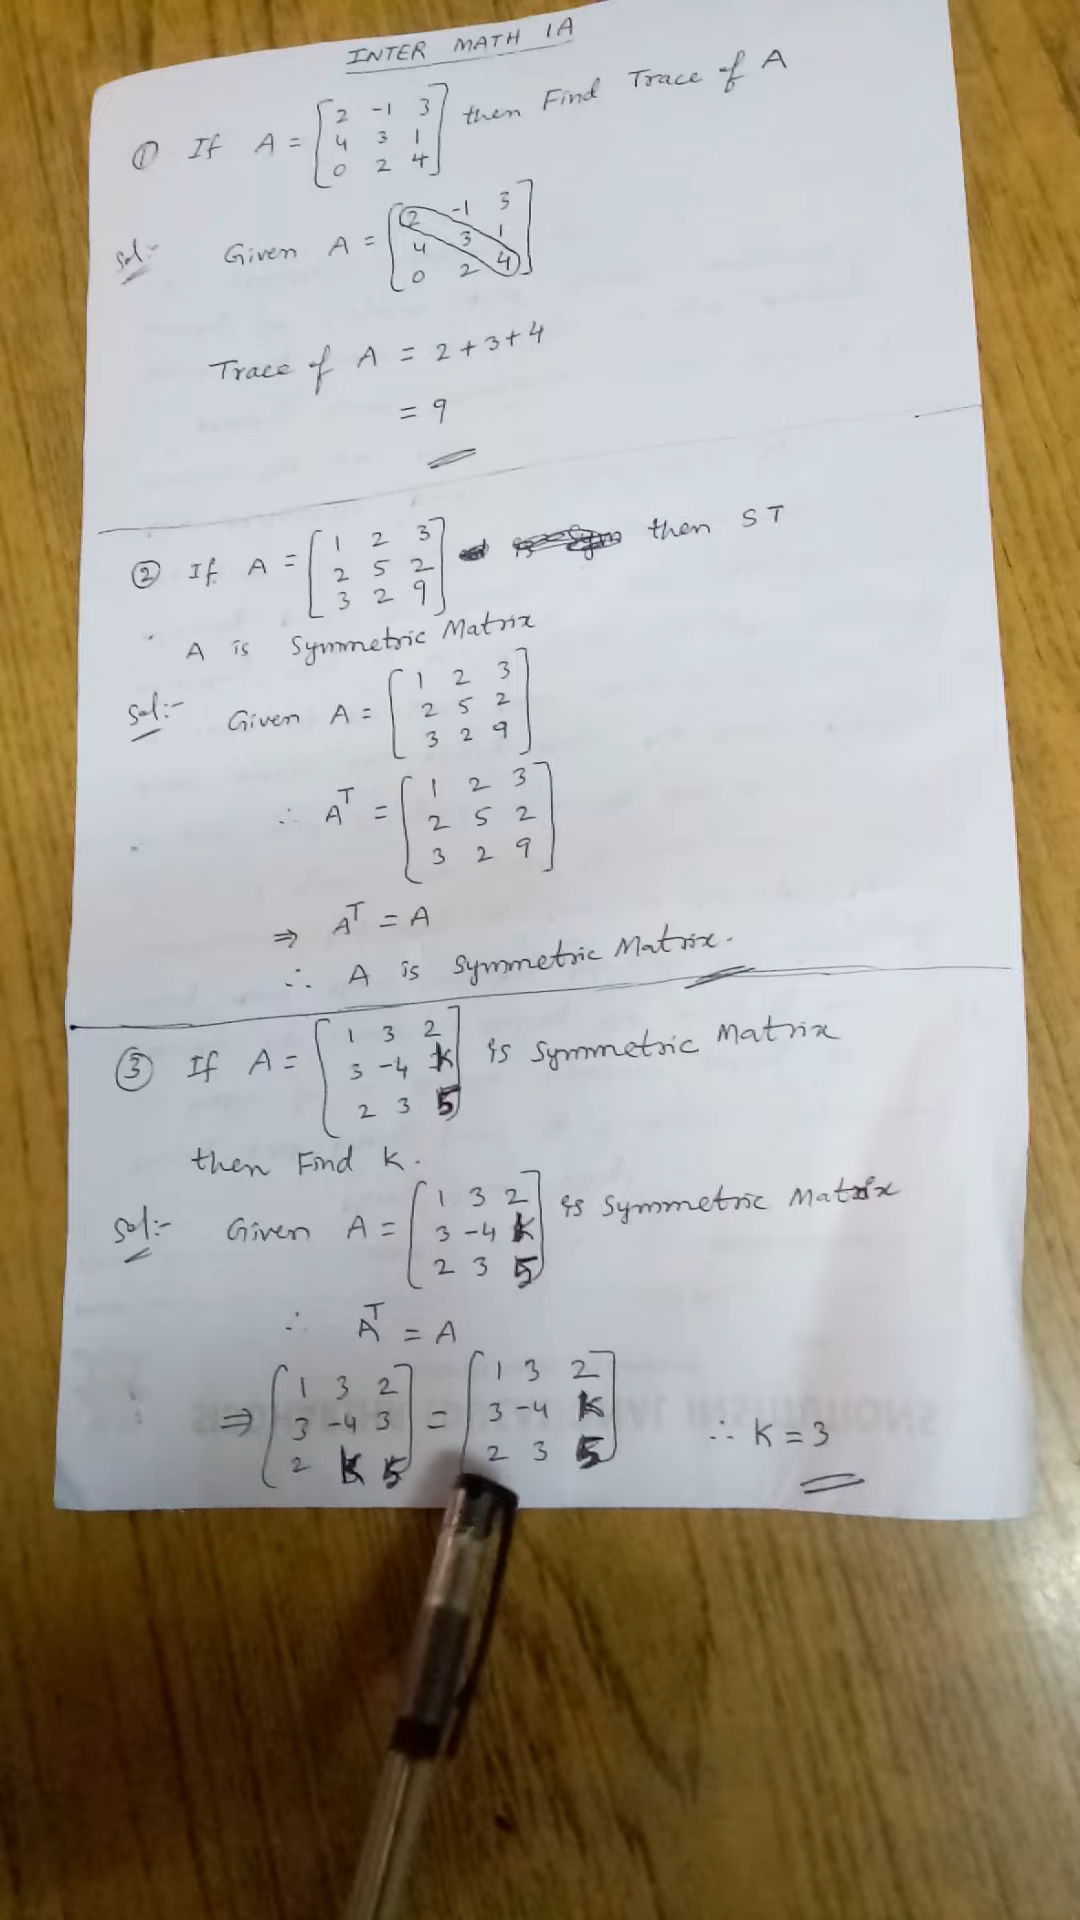 INTER MATH 1A
① If A = [2 -1 3
4 3 1
0 2 4] then Find Trace of A
Sol:- Given A = [2 -1 3
4 3 1
0 2 4]
Trace of A = 2+3+4
= 9
② If A = [1 2 3
2 5 2
3 2 9] then ST
A is Symmetric Matrix
Sol:- Given A = [1 2 3
2 5 2
3 2 9]
∴ A^T = [1 2 3
2 5 2
3 2 9]
⇒ A^T = A
∴ A is Symmetric Matrix.
③ If A = [1 3 2
3 -4 K
2 3 5] is Symmetric Matrix
then Find K.
Sol:- Given A = [1 3 2
3 -4 K
2 3 5] is Symmetric Matrix
∴ A^T = A
⇒ [1 3 2
3 -4 3
2 K 5] = [1 3 2
3 -4 K
2 3 5] ∴ K = 3